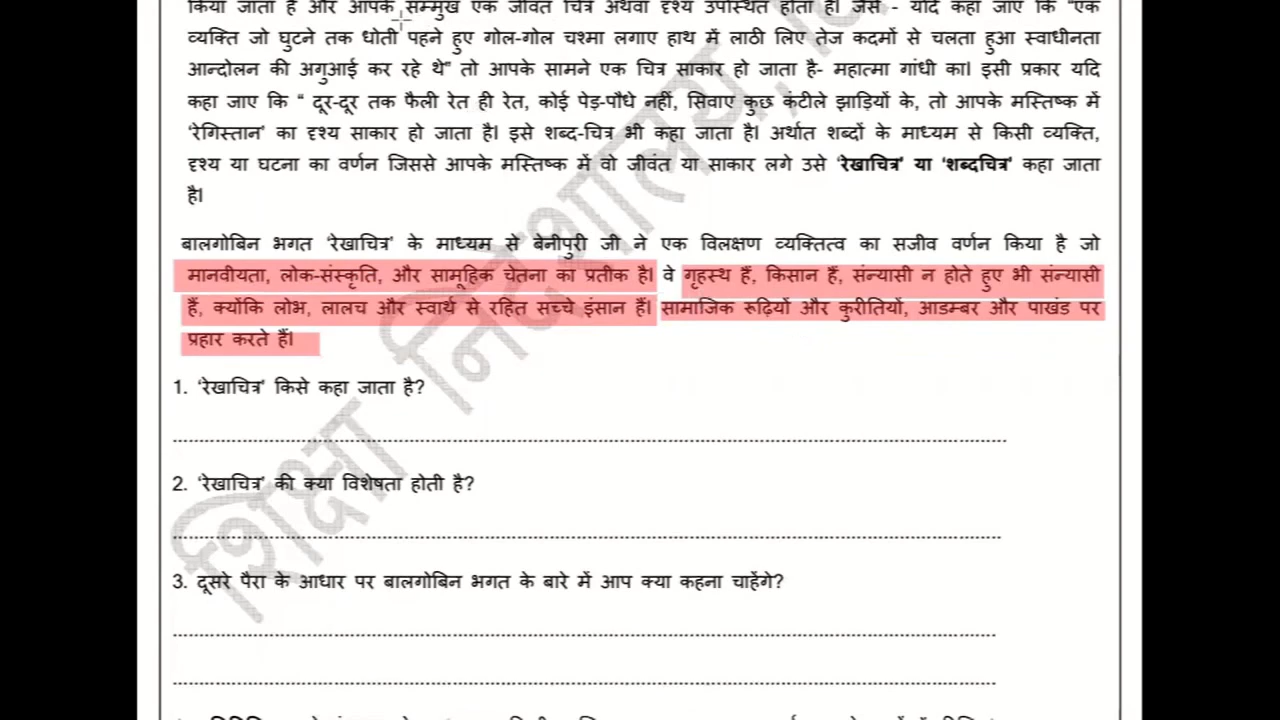 किया जाता है और आपके सम्मुख एक जीवंत चित्र अथवा दृश्य उपस्थित होता है। जैसे - यदि कहा जाए कि "एक
व्यक्ति जो घुटने तक धोती पहने हुए गोल-गोल चश्मा लगाए हाथ में लाठी लिए तेज कदमों से चलता हुआ स्वाधीनता
आन्दोलन की अगुआई कर रहे थे" तो आपके सामने एक चित्र साकार हो जाता है- महात्मा गांधी का। इसी प्रकार यदि
कहा जाए कि " दूर-दूर तक फैली रेत ही रेत, कोई पेड़-पौधे नहीं, सिवाए कुछ कंटीले झाड़ियों के, तो आपके मस्तिष्क में
'रेगिस्तान' का दृश्य साकार हो जाता है। इसे शब्द-चित्र भी कहा जाता है। अर्थात शब्दों के माध्यम से किसी व्यक्ति,
दृश्य या घटना का वर्णन जिससे आपके मस्तिष्क में वो जीवंत या साकार लगे उसे 'रेखाचित्र' या 'शब्दचित्र' कहा जाता
है।
बालगोबिन भगत 'रेखाचित्र' के माध्यम से बेनीपुरी जी ने एक विलक्षण व्यक्तित्व का सजीव वर्णन किया है जो
मानवीयता, लोक-संस्कृति, और सामूहिक चेतना का प्रतीक है। वे गृहस्थ हैं, किसान हैं, संन्यासी न होते हुए भी संन्यासी
हैं, क्योंकि लोभ, लालच और स्वार्थ से रहित सच्चे इंसान हैं। सामाजिक रूढ़ियों और कुरीतियों, आडम्बर और पाखंड पर
प्रहार करते हैं।
1. 'रेखाचित्र' किसे कहा जाता है?
2. 'रेखाचित्र' की क्या विशेषता होती है?
3. दूसरे पैरा के आधार पर बालगोबिन भगत के बारे में आप क्या कहना चाहेंगे?
शिक्षा निदेशालय,